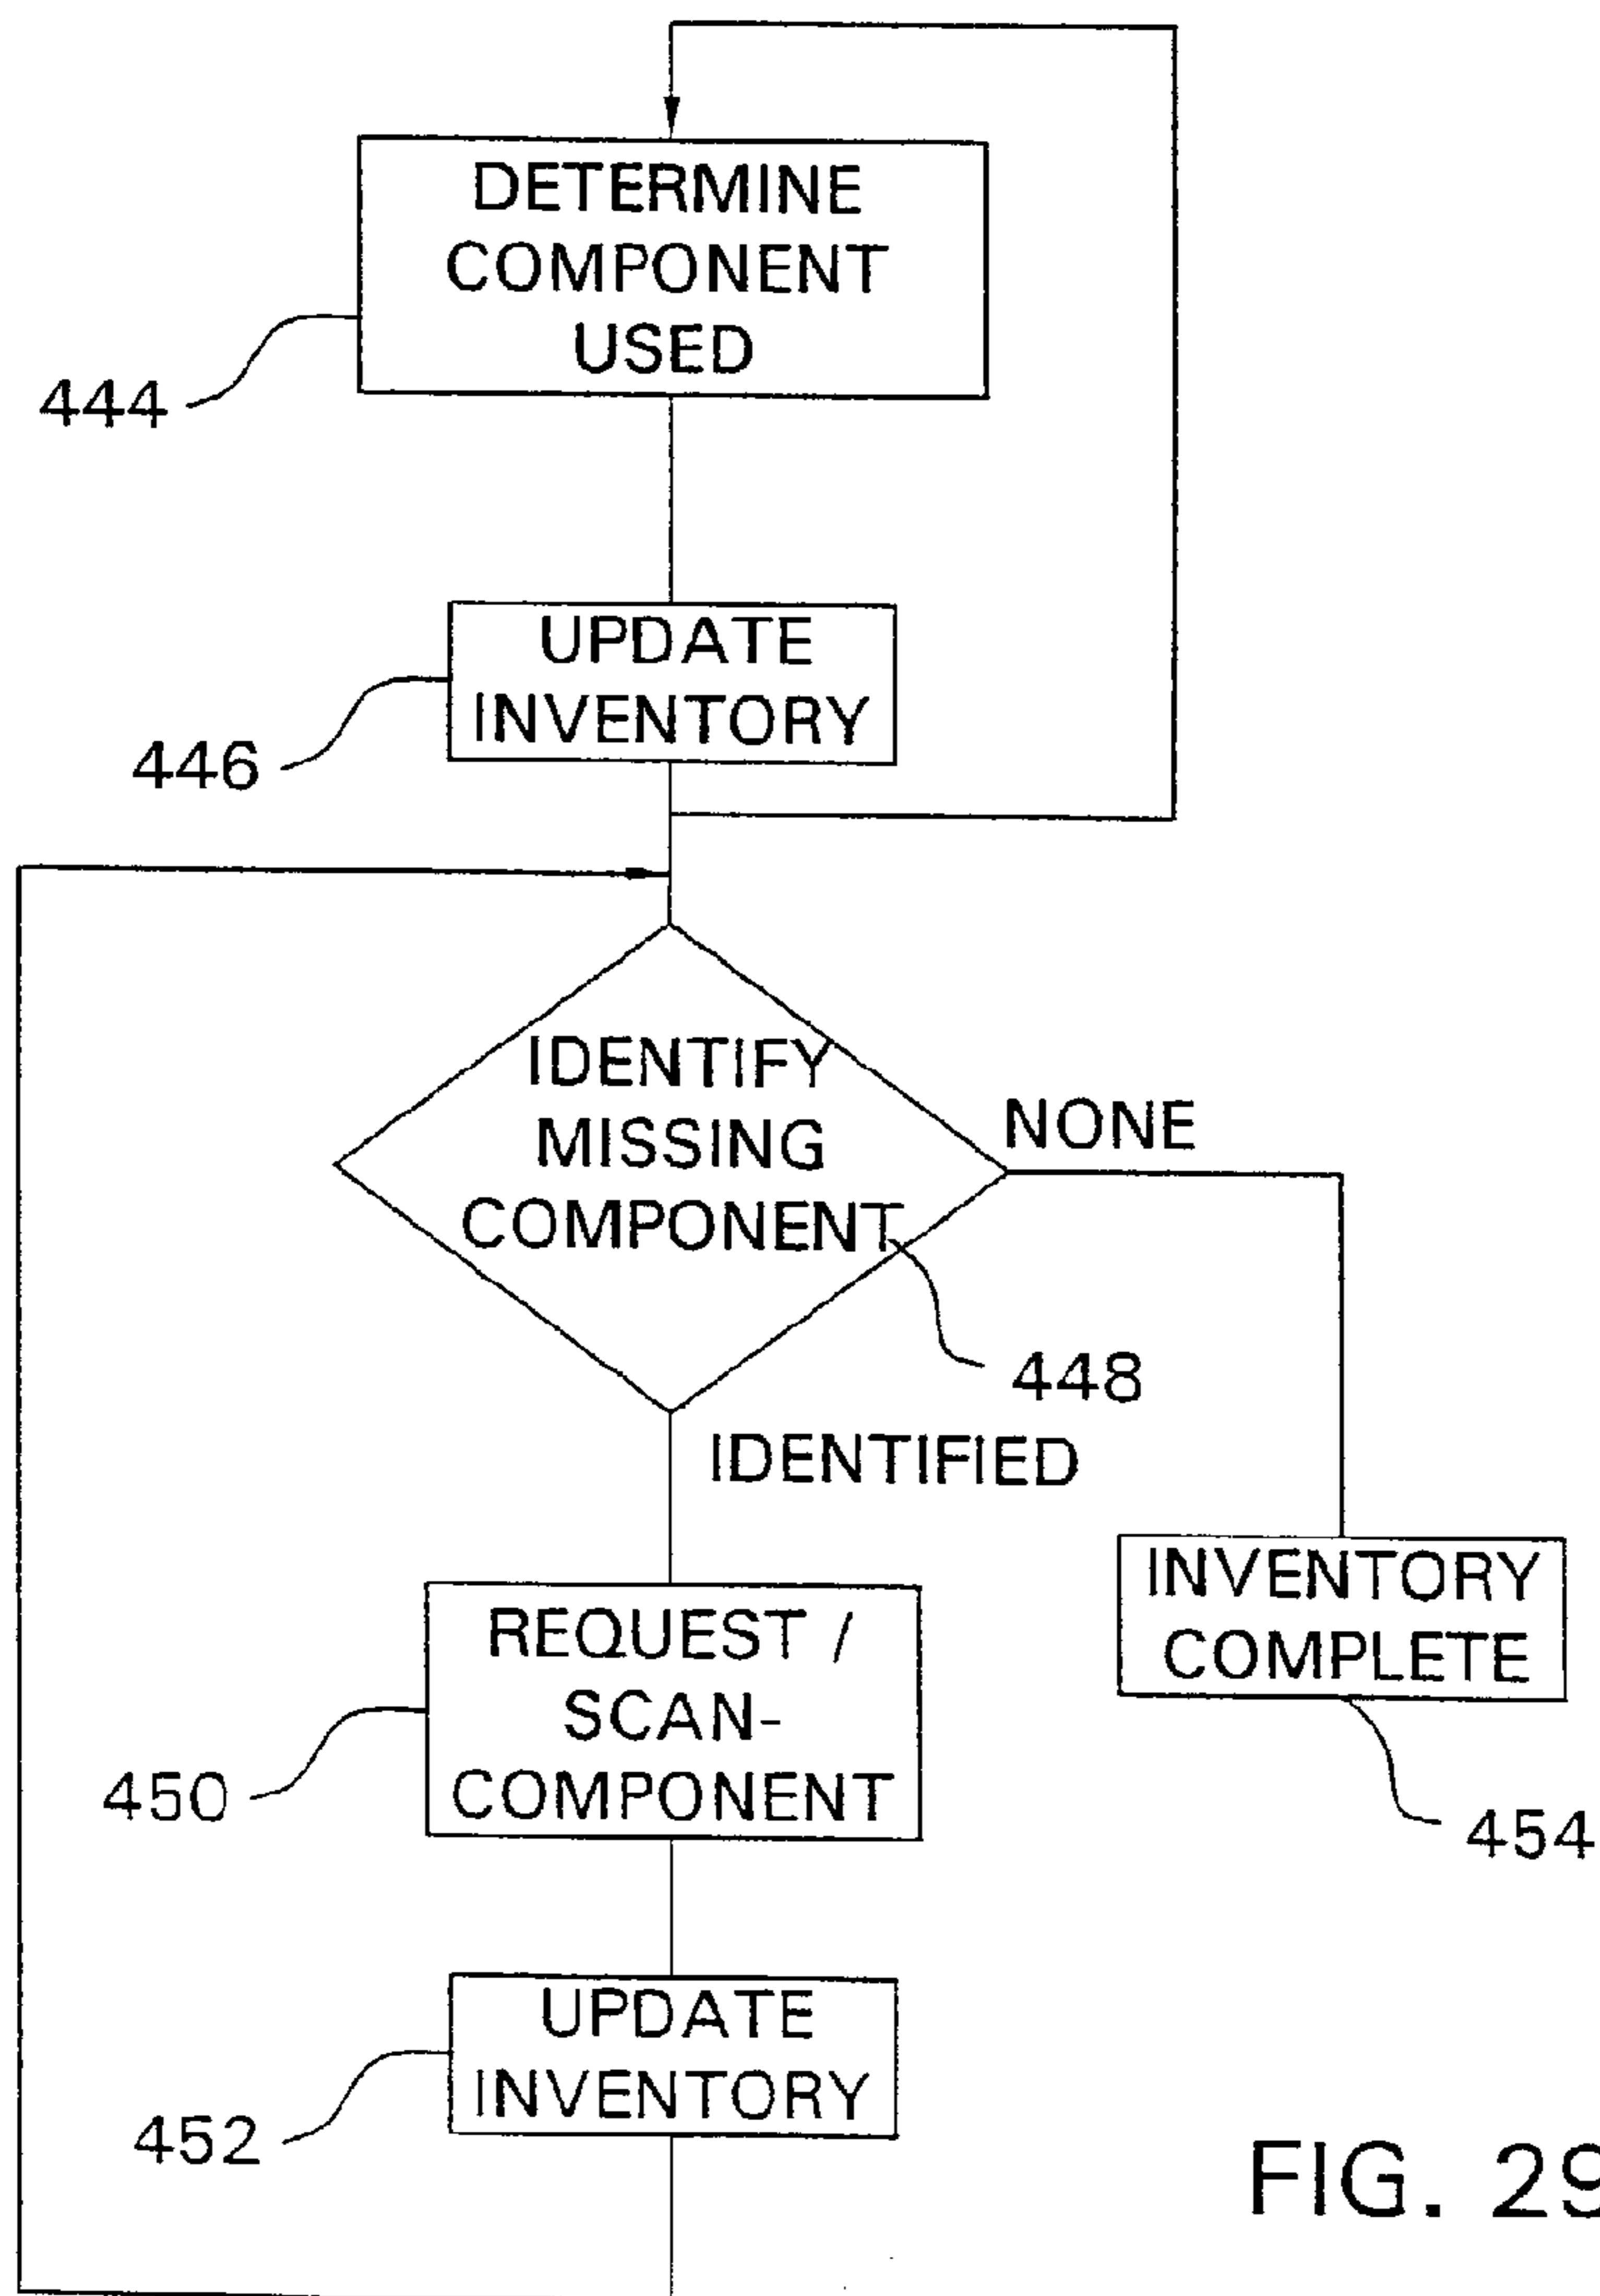 DETERMINE
COMPONENT
USED
444
UPDATE
INVENTORY
446
IDENTIFY
MISSING
COMPONENT
NONE
448
IDENTIFIED
INVENTORY
COMPLETE
REQUEST /
SCAN-
COMPONENT
450
454
UPDATE
INVENTORY
452
FIG. 29